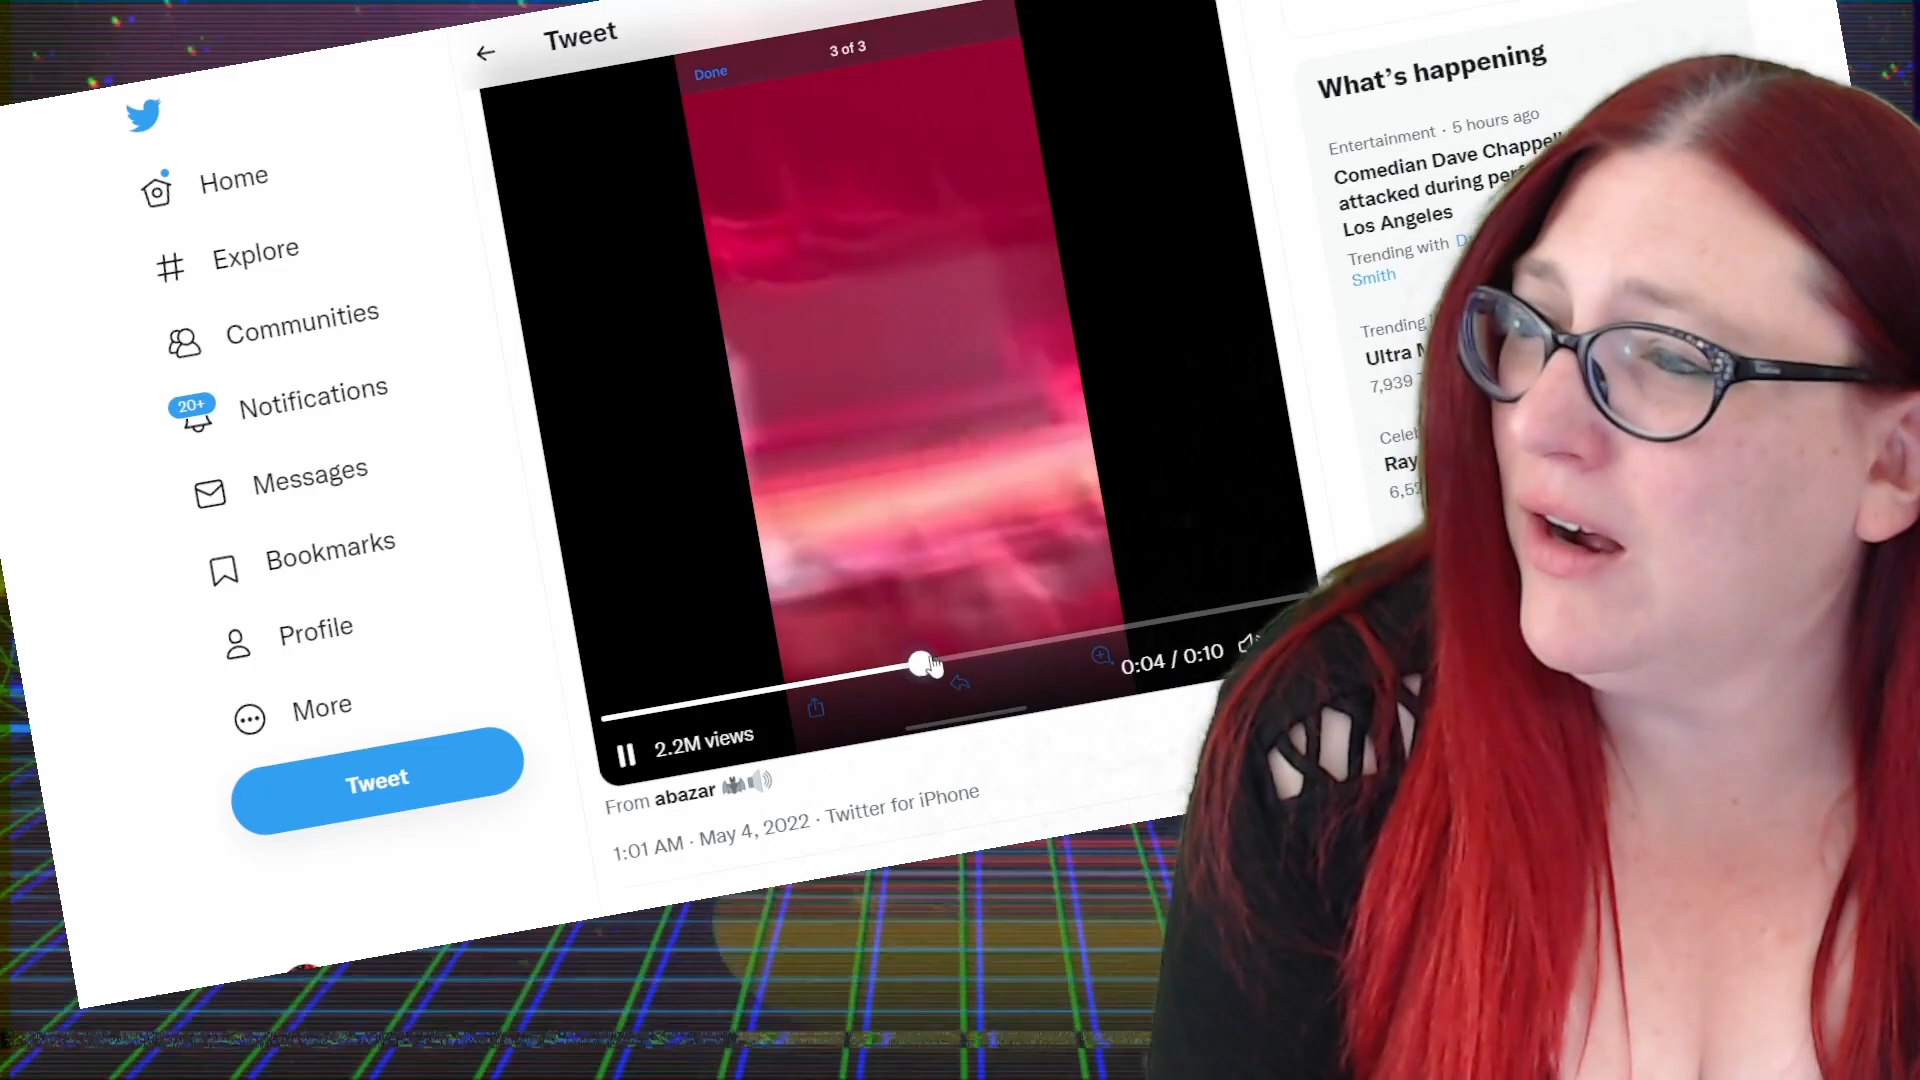 Tweet
Done
3 of 3
Home
Explore
Communities
20+
Notifications
Messages
Bookmarks
Profile
More
Tweet
0:04 / 0:10
2.2M views
From abazar
1:01 AM · May 4, 2022 · Twitter for iPhone
What's happening
Entertainment · 5 hours ago
Comedian Dave Chappell
attacked during
Los Angeles
Trending with
Smith
Trending
Ultra
7,939
Ray